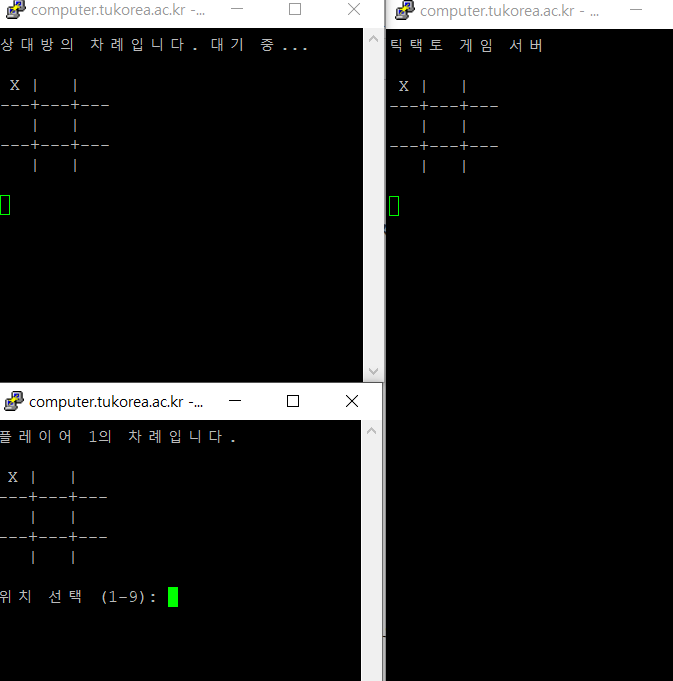 computer.tukorea.ac.kr -...
상대방의 차례입니다. 대기 중...
X |   |
---+---+---
|   |
---+---+---
|   |
computer.tukorea.ac.kr - ...
틱택토 게임 서버
X |   |
---+---+---
|   |
---+---+---
|   |
computer.tukorea.ac.kr -...
플레이어 1의 차례입니다.
X |   |
---+---+---
|   |
---+---+---
|   |
위치 선택 (1-9):